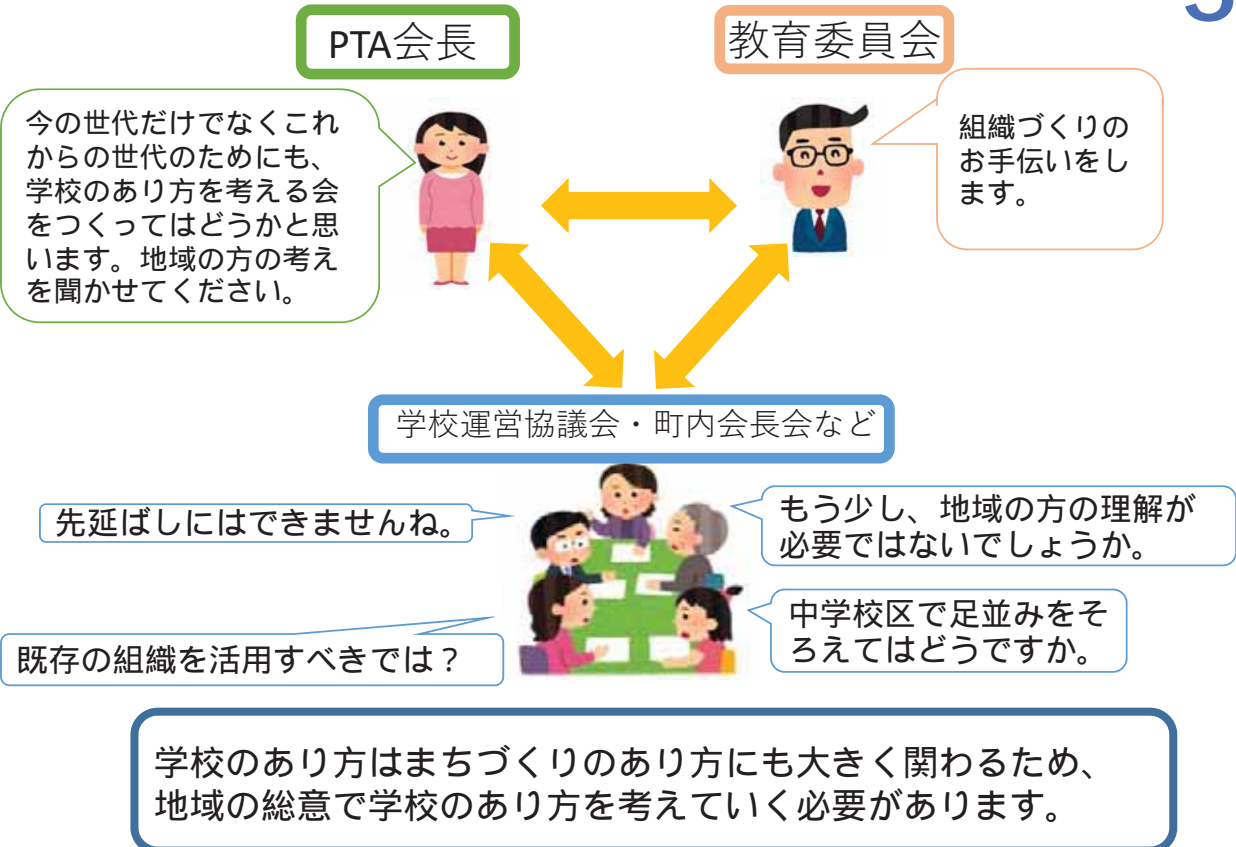 PTA会長
教育委員会
今の世代だけでなくこれ
からの世代のためにも、
学校のあり方を考える会
をつくってはどうかと思
います。地域の方の考え
を聞かせてください。
組織づくりの
お手伝いをし
ます。
学校運営協議会・町内会長会など
先延ばしにはできませんね。
もう少し、地域の方の理解が
必要ではないでしょうか。
既存の組織を活用すべきでは？
中学校区で足並みをそ
ろえてはどうですか。
学校のあり方はまちづくりのあり方にも大きく関わるため、
地域の総意で学校のあり方を考えていく必要があります。